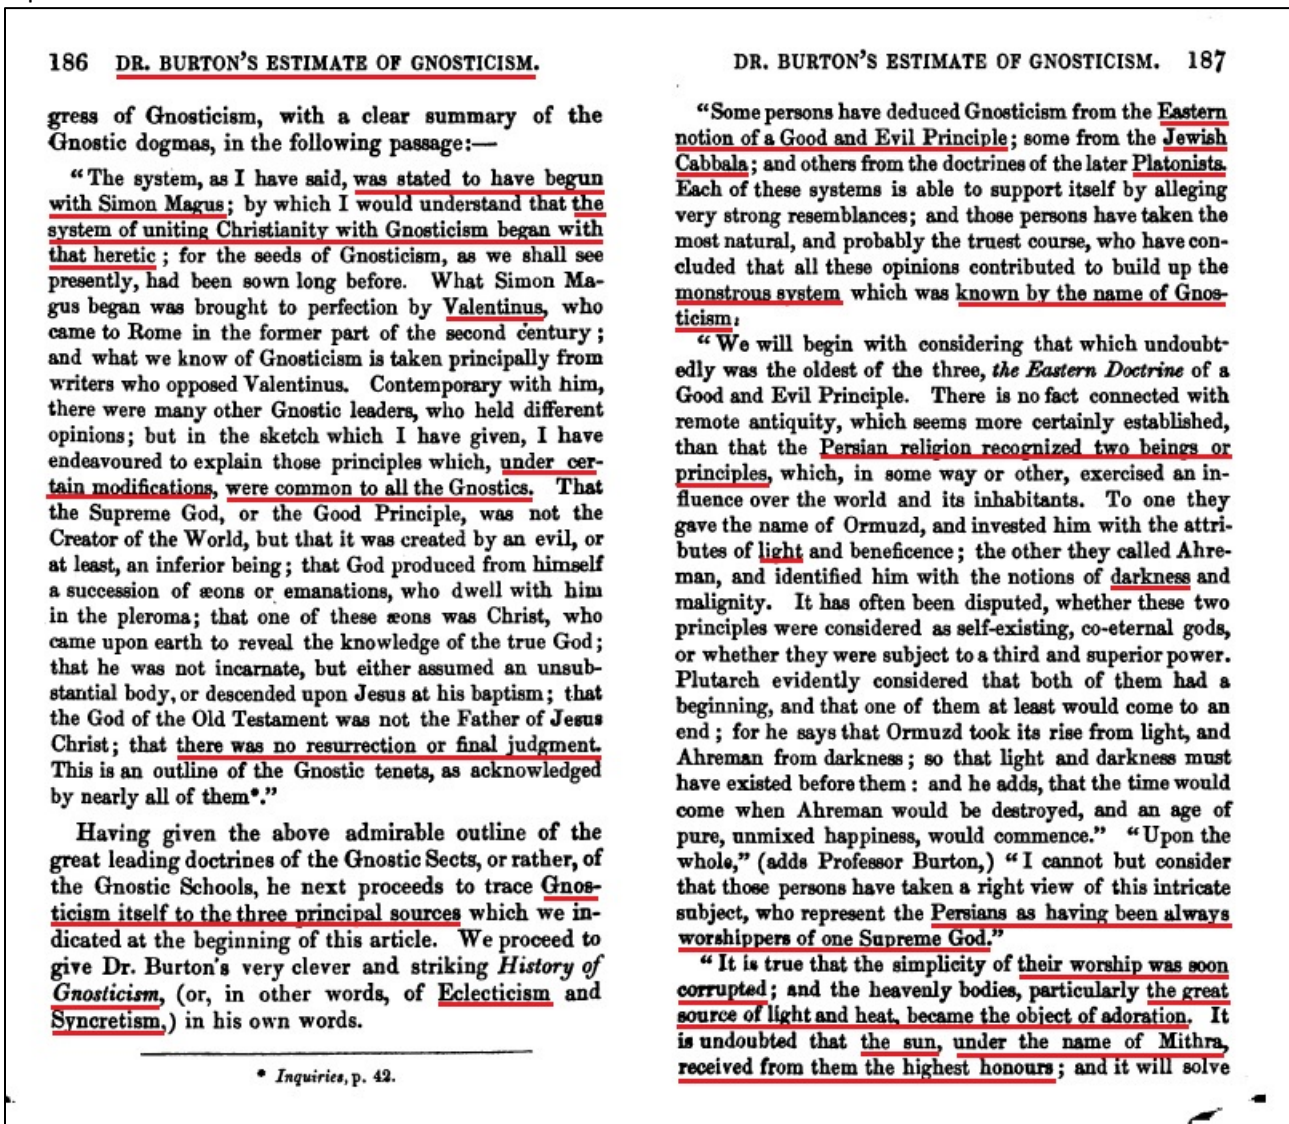 186 DR. BURTON'S ESTIMATE OF GNOSTICISM.
gress of Gnosticism, with a clear summary of the
Gnostic dogmas, in the following passage:—
"The system, as I have said, was stated to have begun
with Simon Magus; by which I would understand that the
system of uniting Christianity with Gnosticism began with
that heretic; for the seeds of Gnosticism, as we shall see
presently, had been sown long before. What Simon Ma-
gus began was brought to perfection by Valentinus, who
came to Rome in the former part of the second century;
and what we know of Gnosticism is taken principally from
writers who opposed Valentinus. Contemporary with him,
there were many other Gnostic leaders, who held different
opinions; but in the sketch which I have given, I have
endeavoured to explain those principles which, under cer-
tain modifications, were common to all the Gnostics. That
the Supreme God, or the Good Principle, was not the
Creator of the World, but that it was created by an evil, or
at least, an inferior being; that God produced from himself
a succession of æons or emanations, who dwell with him
in the pleroma; that one of these æons was Christ, who
came upon earth to reveal the knowledge of the true God;
that he was not incarnate, but either assumed an unsub-
stantial body, or descended upon Jesus at his baptism; that
the God of the Old Testament was not the Father of Jesus
Christ; that there was no resurrection or final judgment.
This is an outline of the Gnostic tenets, as acknowledged
by nearly all of them*."
Having given the above admirable outline of the
great leading doctrines of the Gnostic Sects, or rather, of
the Gnostic Schools, he next proceeds to trace Gnos-
ticism itself to the three principal sources which we in-
dicated at the beginning of this article. We proceed to
give Dr. Burton's very clever and striking History of
Gnosticism, (or, in other words, of Eclecticism and
Syncretism,) in his own words.
* Inquiries, p. 42.
DR. BURTON'S ESTIMATE OF GNOSTICISM. 187
"Some persons have deduced Gnosticism from the Eastern
notion of a Good and Evil Principle; some from the Jewish
Cabbala; and others from the doctrines of the later Platonists.
Each of these systems is able to support itself by alleging
very strong resemblances; and those persons have taken the
most natural, and probably the truest course, who have con-
cluded that all these opinions contributed to build up the
monstrous system which was known by the name of Gnos-
ticism.
"We will begin with considering that which undoubt-
edly was the oldest of the three, the Eastern Doctrine of a
Good and Evil Principle. There is no fact connected with
remote antiquity, which seems more certainly established,
than that the Persian religion recognized two beings or
principles, which, in some way or other, exercised an in-
fluence over the world and its inhabitants. To one they
gave the name of Ormuzd, and invested him with the attri-
butes of light and beneficence; the other they called Ahre-
man, and identified him with the notions of darkness and
malignity. It has often been disputed, whether these two
principles were considered as self-existing, co-eternal gods,
or whether they were subject to a third and superior power.
Plutarch evidently considered that both of them had a
beginning, and that one of them at least would come to an
end; for he says that Ormuzd took its rise from light, and
Ahreman from darkness; so that light and darkness must
have existed before them: and he adds, that the time would
come when Ahreman would be destroyed, and an age of
pure, unmixed happiness, would commence." "Upon the
whole," (adds Professor Burton,) "I cannot but consider
that those persons have taken a right view of this intricate
subject, who represent the Persians as having been always
worshippers of one Supreme God."
"It is true that the simplicity of their worship was soon
corrupted; and the heavenly bodies, particularly the great
source of light and heat, became the object of adoration. It
is undoubted that the sun, under the name of Mithra,
received from them the highest honours; and it will solve